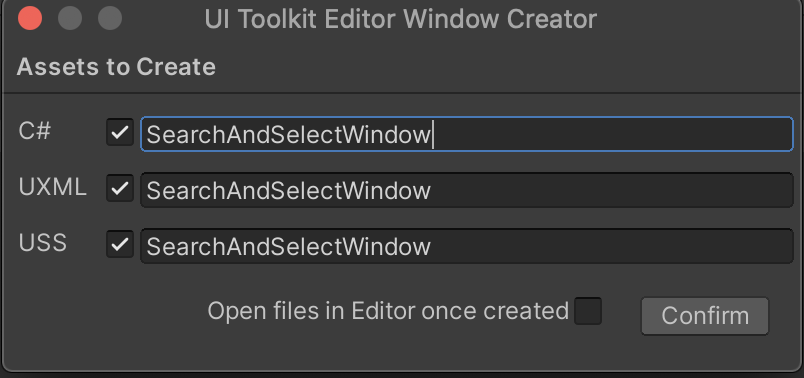 UI Toolkit Editor Window Creator
Assets to Create
C# SearchAndSelectWindow
UXML SearchAndSelectWindow
USS SearchAndSelectWindow
Open files in Editor once created Confirm